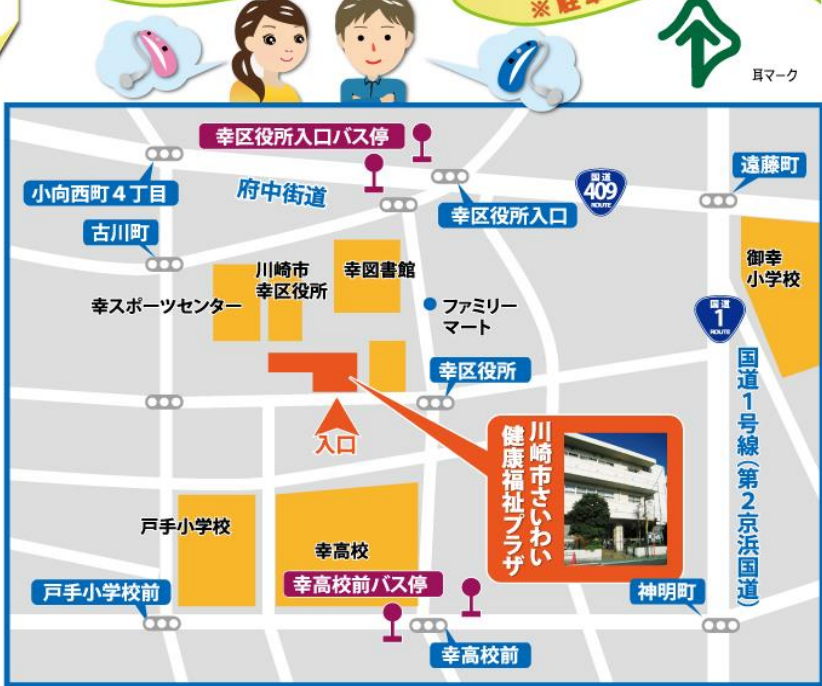 ※駐
耳マーク
幸区役所入口バス停
遠藤町
小向西町4丁目
府中街道
国道
409
ROUTE
幸区役所入口
古川町
川崎市
幸区役所
幸図書館
御幸
小学校
幸スポーツセンター
ファミリー
マート
国道
1
ROUTE
幸区役所
国道1号線(第2京浜国道)
入口
川崎市さいわい
健康福祉プラザ
戸手小学校
幸高校
幸高校前バス停
戸手小学校前
神明町
幸高校前